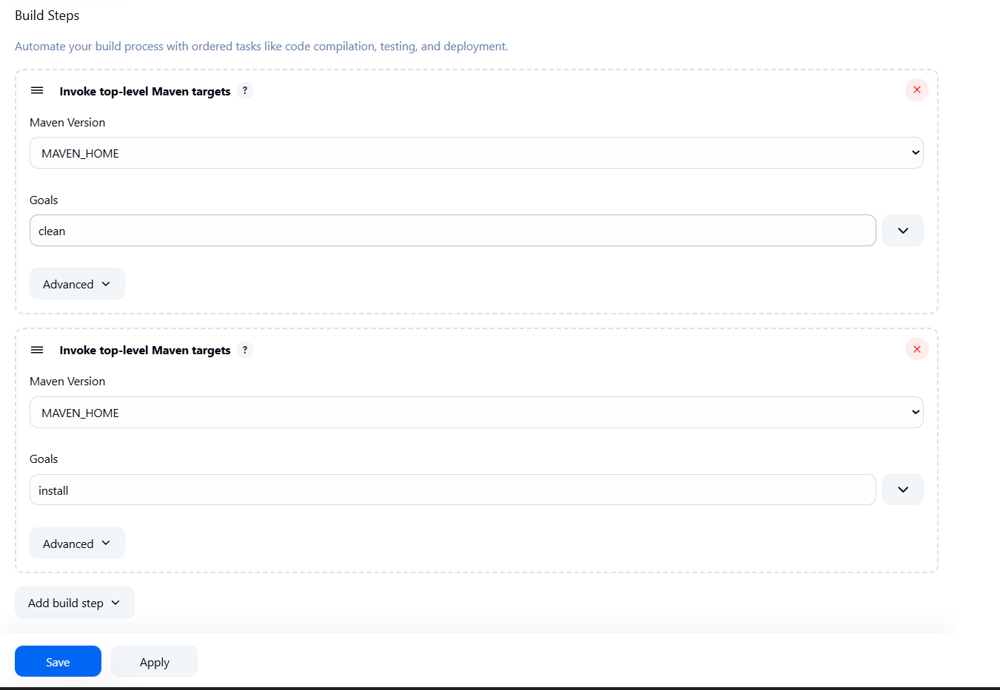 Build Steps
Automate your build process with ordered tasks like code compilation, testing, and deployment.
Invoke top-level Maven targets ?
Maven Version
MAVEN_HOME
Goals
clean
Advanced
Invoke top-level Maven targets ?
Maven Version
MAVEN_HOME
Goals
install
Advanced
Add build step
Save Apply